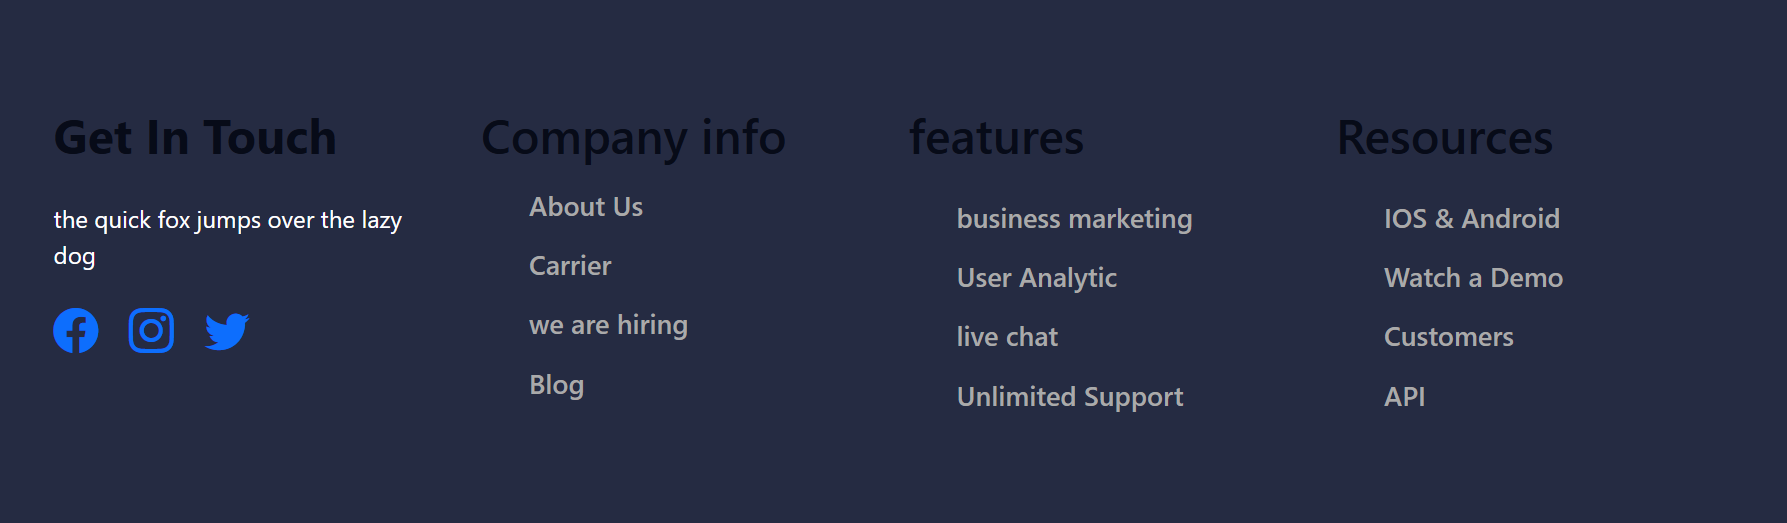 Get In Touch
the quick fox jumps over the lazy
dog
Company info
About Us
Carrier
we are hiring
Blog
features
business marketing
User Analytic
live chat
Unlimited Support
Resources
IOS & Android
Watch a Demo
Customers
API